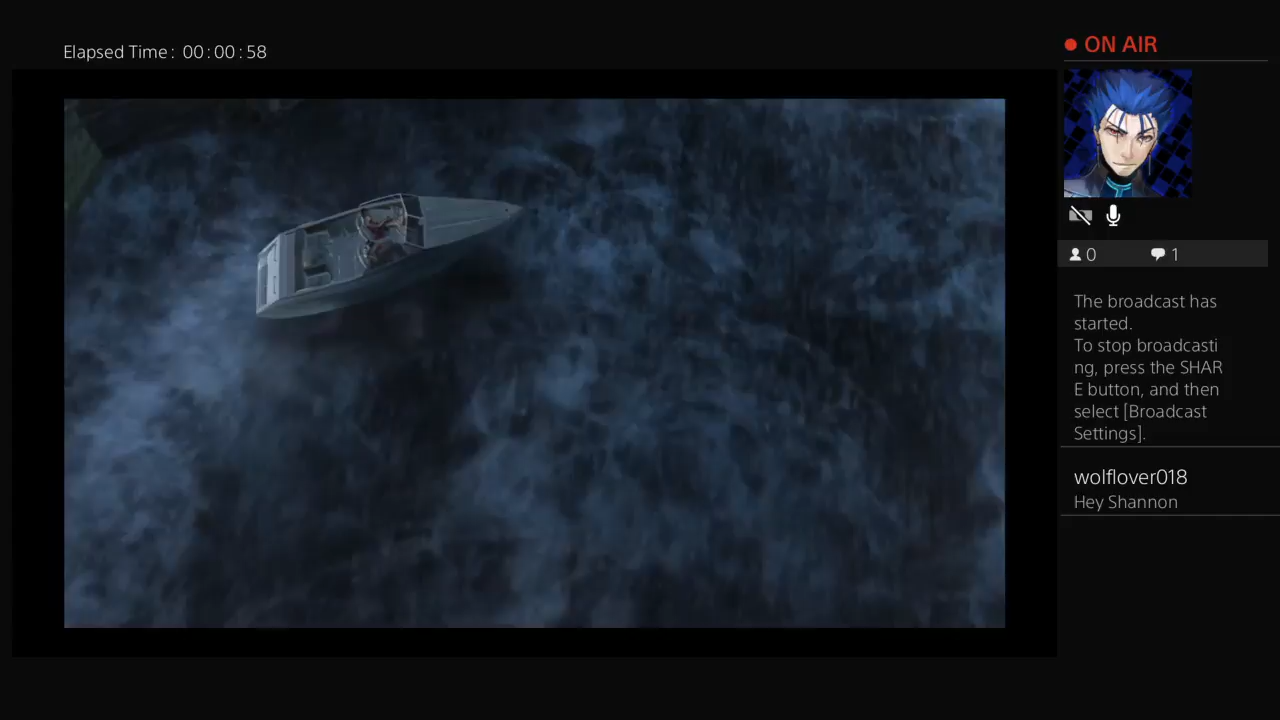 Elapsed Time: 00:00:58
ON AIR
0
1
The broadcast has
started.
To stop broadcasti
ng, press the SHAR
E button, and then
select [Broadcast
Settings].
wolflover018
Hey Shannon